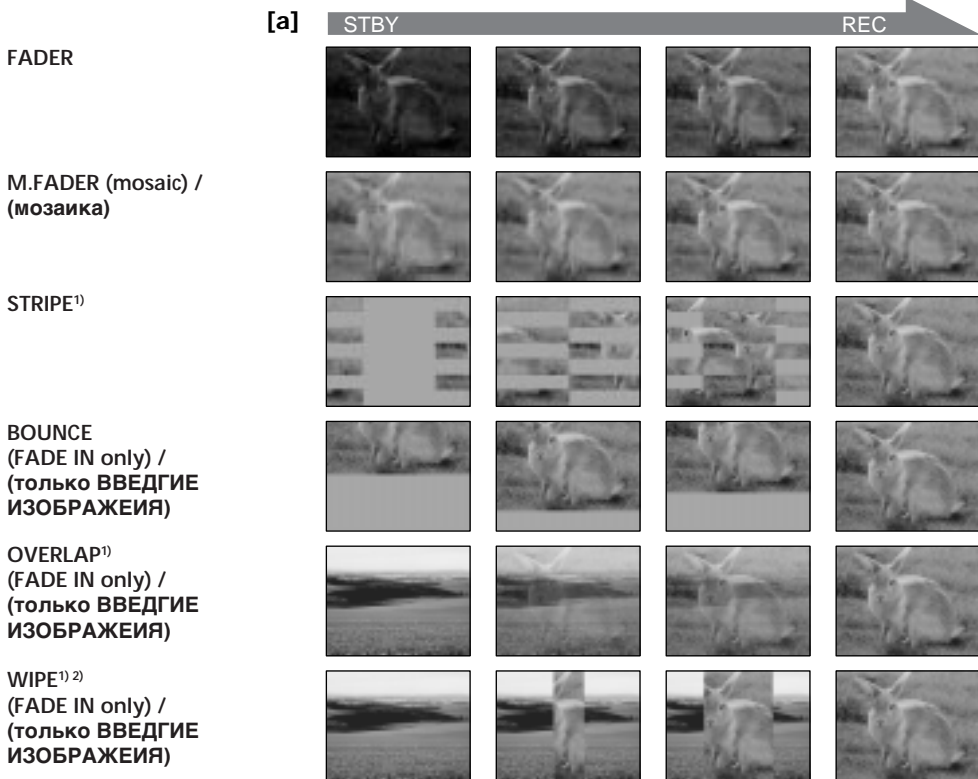 [a] STBY REC
FADER
M.FADER (mosaic) /
(мозаика)
STRIPE1)
BOUNCE
(FADE IN only) /
(только ВВЕДГИЕ
ИЗОБРАЖЕИЯ)
OVERLAP1)
(FADE IN only) /
(только ВВЕДГИЕ
ИЗОБРАЖЕИЯ)
WIPE1) 2)
(FADE IN only) /
(только ВВЕДГИЕ
ИЗОБРАЖЕИЯ)